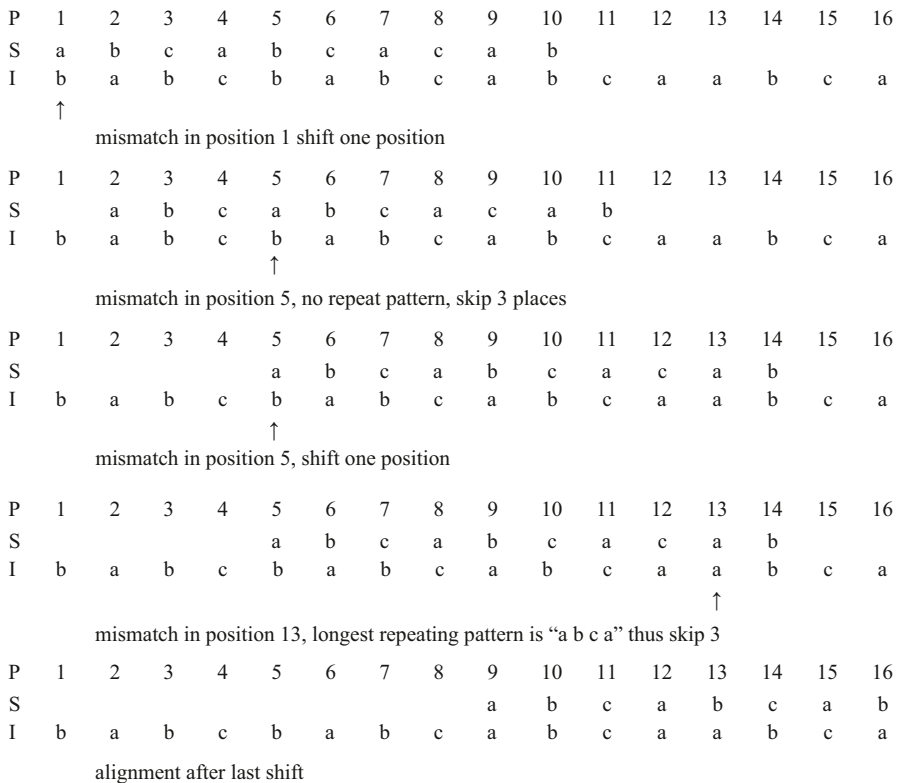 P 1 2 3 4 5 6 7 8 9 10 11 12 13 14 15 16
S a b c a b c a c a b
I b a b c b a b c a b c a a b c a
↑
mismatch in position 1 shift one position
P 1 2 3 4 5 6 7 8 9 10 11 12 13 14 15 16
S a b c a b c a c a b
I b a b c b a b c a b c a a b c a
↑
mismatch in position 5, no repeat pattern, skip 3 places
P 1 2 3 4 5 6 7 8 9 10 11 12 13 14 15 16
S a b c a b c a c a b
I b a b c b a b c a b c a a b c a
↑
mismatch in position 5, shift one position
P 1 2 3 4 5 6 7 8 9 10 11 12 13 14 15 16
S a b c a b c a c a b
I b a b c b a b c a b c a a b c a
↑
mismatch in position 13, longest repeating pattern is “a b c a” thus skip 3
P 1 2 3 4 5 6 7 8 9 10 11 12 13 14 15 16
S a b c a b c a b
I b a b c b a b c a b c a a b c a
alignment after last shift